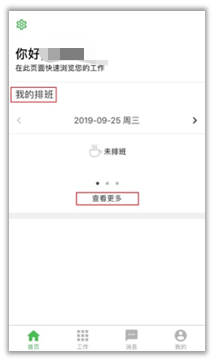 你好
在此页面快速浏览您的工作
我的排班
2019-09-25 周三
未排班
查看更多
首页
工作
消息
我的